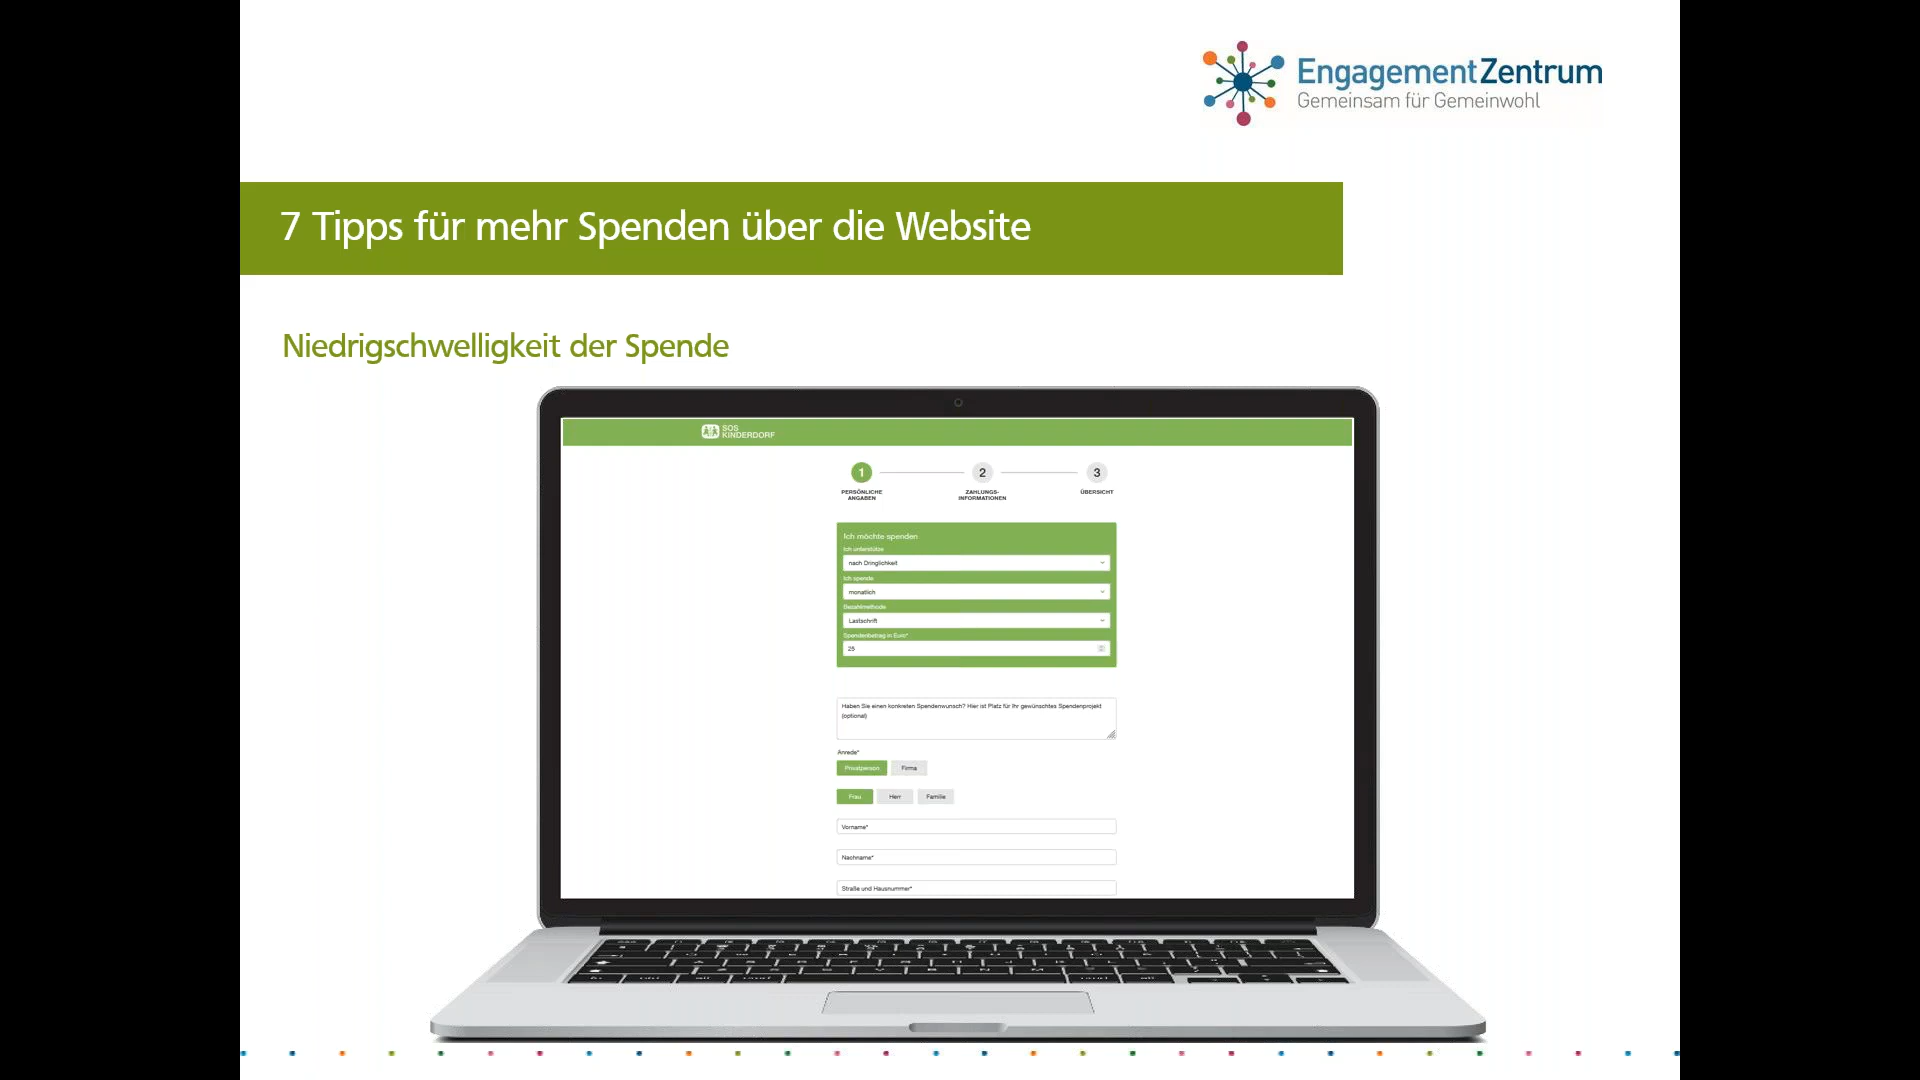 EngagementZentrum
Gemeinsam für Gemeinwohl
7 Tipps für mehr Spenden über die Website
Niedrigschwelligkeit der Spende
SOS
KINDERDORF
1
2
3
PERSÖNLICHE
ANGABEN
ZAHLUNGS-
INFORMATIONEN
ÜBERSICHT
Ich möchte spenden
Ich unterstütze
nach Dringlichkeit
Ich spende
monatlich
Bezahlmethode
Lastschrift
Spendenbetrag in Euro*
25
Haben Sie einen konkreten Spendenwunsch? Hier ist Platz für Ihr gewünschtes Spendenprojekt
(optional)
Anrede*
Privatperson Firma
Frau Herr Familie
Vorname*
Nachname*
Straße und Hausnummer*